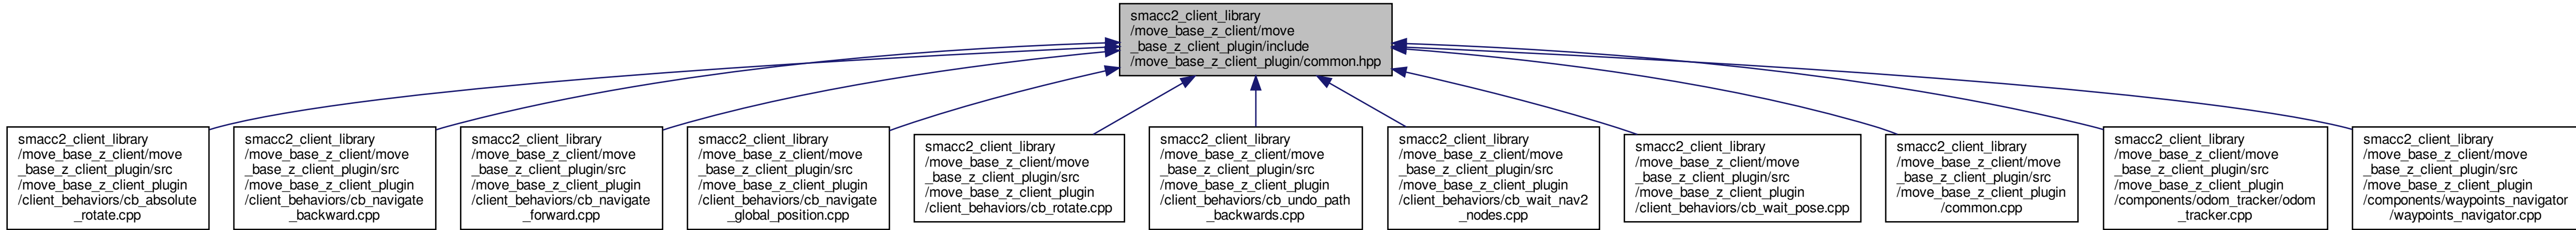 smacc2_client_library
/move_base_z_client/move
_base_z_client_plugin/include
/move_base_z_client_plugin/common.hpp
smacc2_client_library
/move_base_z_client/move
_base_z_client_plugin/src
/move_base_z_client_plugin
/client_behaviors/cb_absolute
_rotate.cpp
smacc2_client_library
/move_base_z_client/move
_base_z_client_plugin/src
/move_base_z_client_plugin
/client_behaviors/cb_navigate
_backward.cpp
smacc2_client_library
/move_base_z_client/move
_base_z_client_plugin/src
/move_base_z_client_plugin
/client_behaviors/cb_navigate
_forward.cpp
smacc2_client_library
/move_base_z_client/move
_base_z_client_plugin/src
/move_base_z_client_plugin
/client_behaviors/cb_navigate
_global_position.cpp
smacc2_client_library
/move_base_z_client/move
_base_z_client_plugin/src
/move_base_z_client_plugin
/client_behaviors/cb_rotate.cpp
smacc2_client_library
/move_base_z_client/move
_base_z_client_plugin/src
/move_base_z_client_plugin
/client_behaviors/cb_undo_path
_backwards.cpp
smacc2_client_library
/move_base_z_client/move
_base_z_client_plugin/src
/move_base_z_client_plugin
/client_behaviors/cb_wait_nav2
_nodes.cpp
smacc2_client_library
/move_base_z_client/move
_base_z_client_plugin/src
/move_base_z_client_plugin
/client_behaviors/cb_wait_pose.cpp
smacc2_client_library
/move_base_z_client/move
_base_z_client_plugin/src
/move_base_z_client_plugin
/common.cpp
smacc2_client_library
/move_base_z_client/move
_base_z_client_plugin/src
/move_base_z_client_plugin
/components/odom_tracker/odom
_tracker.cpp
smacc2_client_library
/move_base_z_client/move
_base_z_client_plugin/src
/move_base_z_client_plugin
/components/waypoints_navigator
/waypoints_navigator.cpp